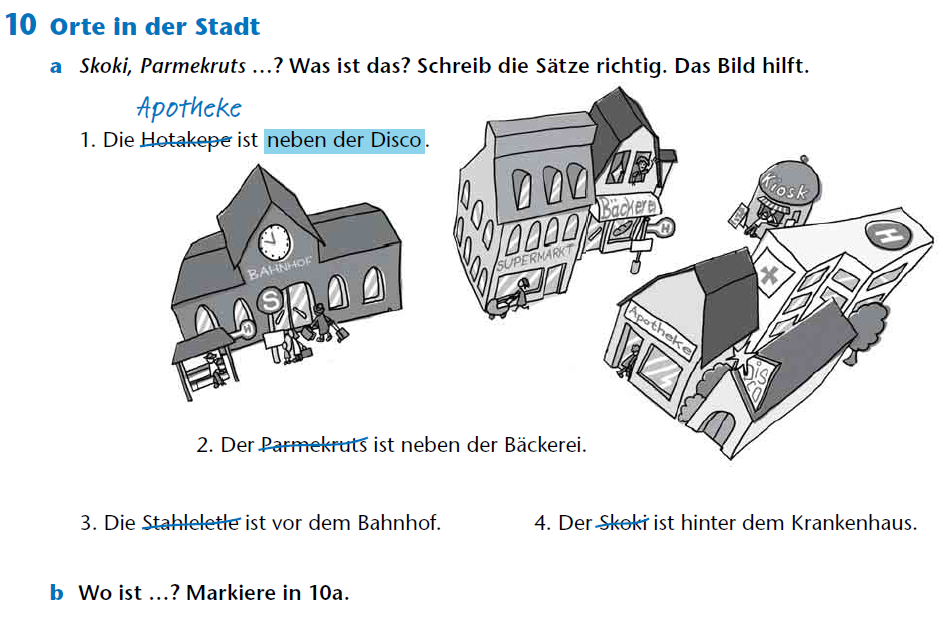 10 Orte in der Stadt
a Skoki, Parmekruts ...? Was ist das? Schreib die Sätze richtig. Das Bild hilft.
Apotheke
1. Die Hotakepe ist neben der Disco.
Kiosk
Bäckerei
H
H
SUPERMARKT
BAHNHOF
S
H
Apotheke
DIS
CO
2. Der Parmekruts ist neben der Bäckerei.
3. Die Stahleletle ist vor dem Bahnhof.
4. Der Skoki ist hinter dem Krankenhaus.
b Wo ist ...? Markiere in 10a.